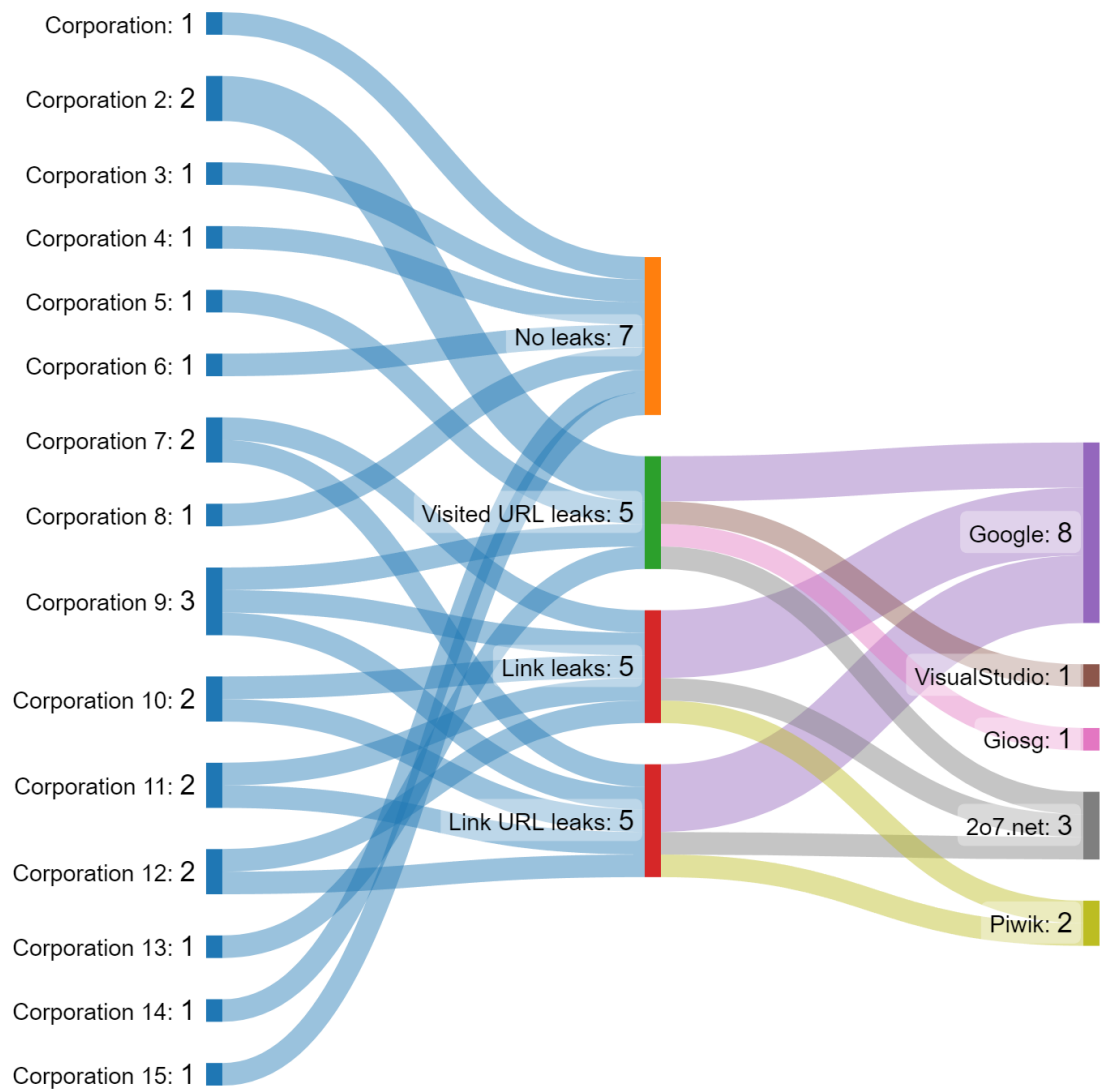 Corporation: 1
Corporation 2: 2
Corporation 3: 1
Corporation 4: 1
Corporation 5: 1
Corporation 6: 1
Corporation 7: 2
Corporation 8: 1
Corporation 9: 3
Corporation 10: 2
Corporation 11: 2
Corporation 12: 2
Corporation 13: 1
Corporation 14: 1
Corporation 15: 1
No leaks: 7
Visited URL leaks: 5
Link leaks: 5
Link URL leaks: 5
Google: 8
VisualStudio: 1
Giosg: 1
2o7.net: 3
Piwik: 2